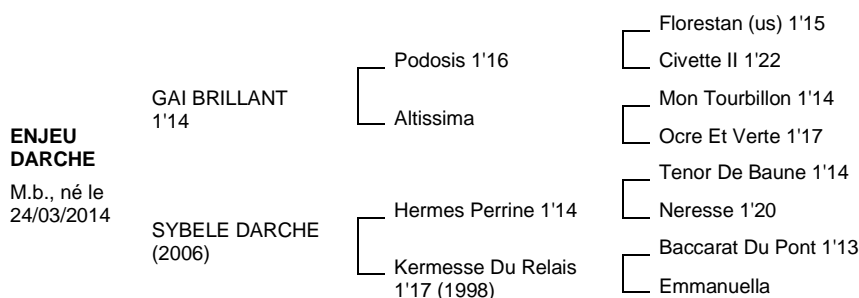 ENJEU
DARCHE
M.b., né le
24/03/2014
GAI BRILLANT
1'14
SYBELE DARCHE
(2006)
Podosis 1'16
Altissima
Hermes Perrine 1'14
Kermesse Du Relais
1'17 (1998)
Florestan (us) 1'15
Civette II 1'22
Mon Tourbillon 1'14
Ocre Et Verte 1'17
Tenor De Baune 1'14
Neresse 1'20
Baccarat Du Pont 1'13
Emmanuella